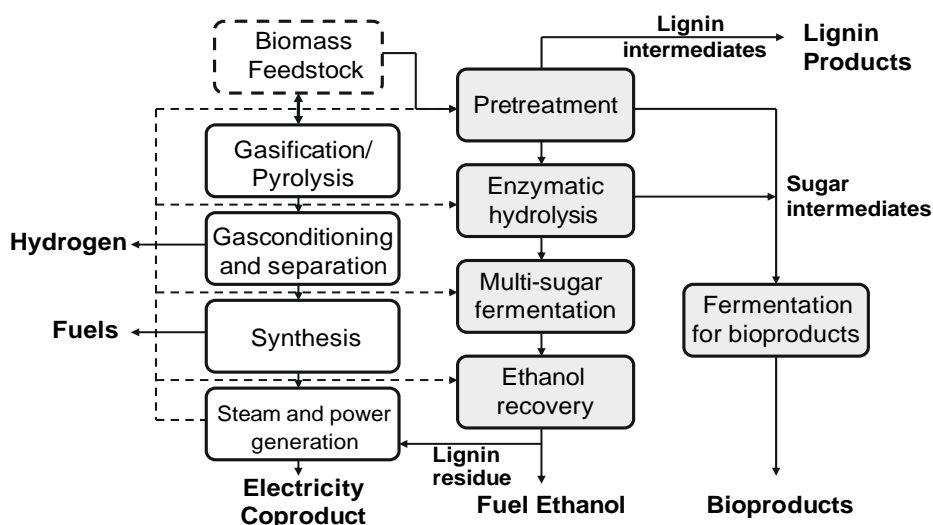 Biomass
Feedstock
Lignin
intermediates
Lignin
Products
Pretreatment
Gasification/
Pyrolysis
Enzymatic
hydrolysis
Sugar
intermediates
Hydrogen
Gasconditioning
and separation
Multi-sugar
fermentation
Fermentation
for bioproducts
Fuels
Synthesis
Ethanol
recovery
Steam and power
generation
Lignin
residue
Electricity
Coproduct
Fuel Ethanol
Bioproducts